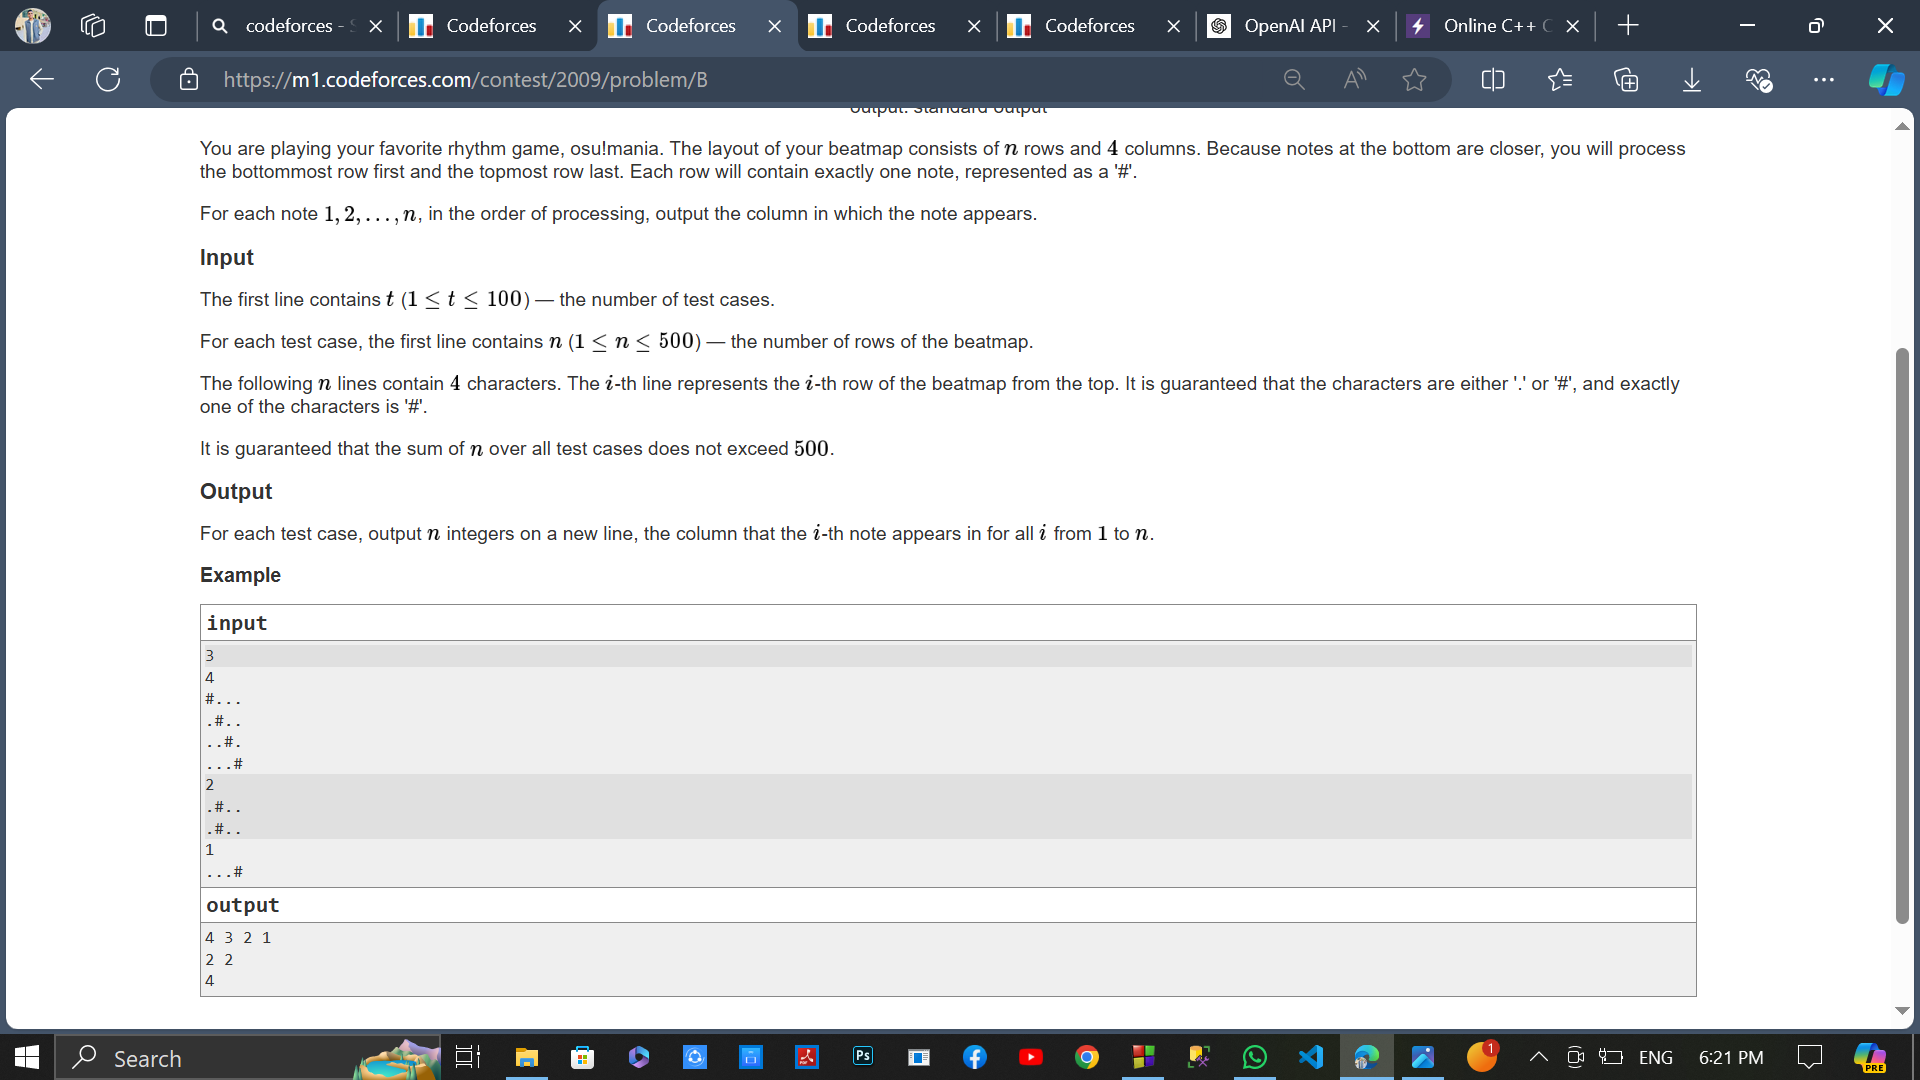 codeforces - S
Codeforces
Codeforces
Codeforces
Codeforces
OpenAI API -
Online C++ C
https://m1.codeforces.com/contest/2009/problem/B
output: standard output
You are playing your favorite rhythm game, osu!mania. The layout of your beatmap consists of n rows and 4 columns. Because notes at the bottom are closer, you will process
the bottommost row first and the topmost row last. Each row will contain exactly one note, represented as a '#'.
For each note 1, 2, . . . , n, in the order of processing, output the column in which the note appears.
Input
The first line contains t (1 ≤ t ≤ 100) — the number of test cases.
For each test case, the first line contains n (1 ≤ n ≤ 500) — the number of rows of the beatmap.
The following n lines contain 4 characters. The i-th line represents the i-th row of the beatmap from the top. It is guaranteed that the characters are either '.' or '#', and exactly
one of the characters is '#'.
It is guaranteed that the sum of n over all test cases does not exceed 500.
Output
For each test case, output n integers on a new line, the column that the i-th note appears in for all i from 1 to n.
Example
input
3
4
#...
.#..
..#.
...#
2
.#..
.#..
1
...#
output
4 3 2 1
2 2
4
Search
Ps
1
ENG
6:21 PM
PRE